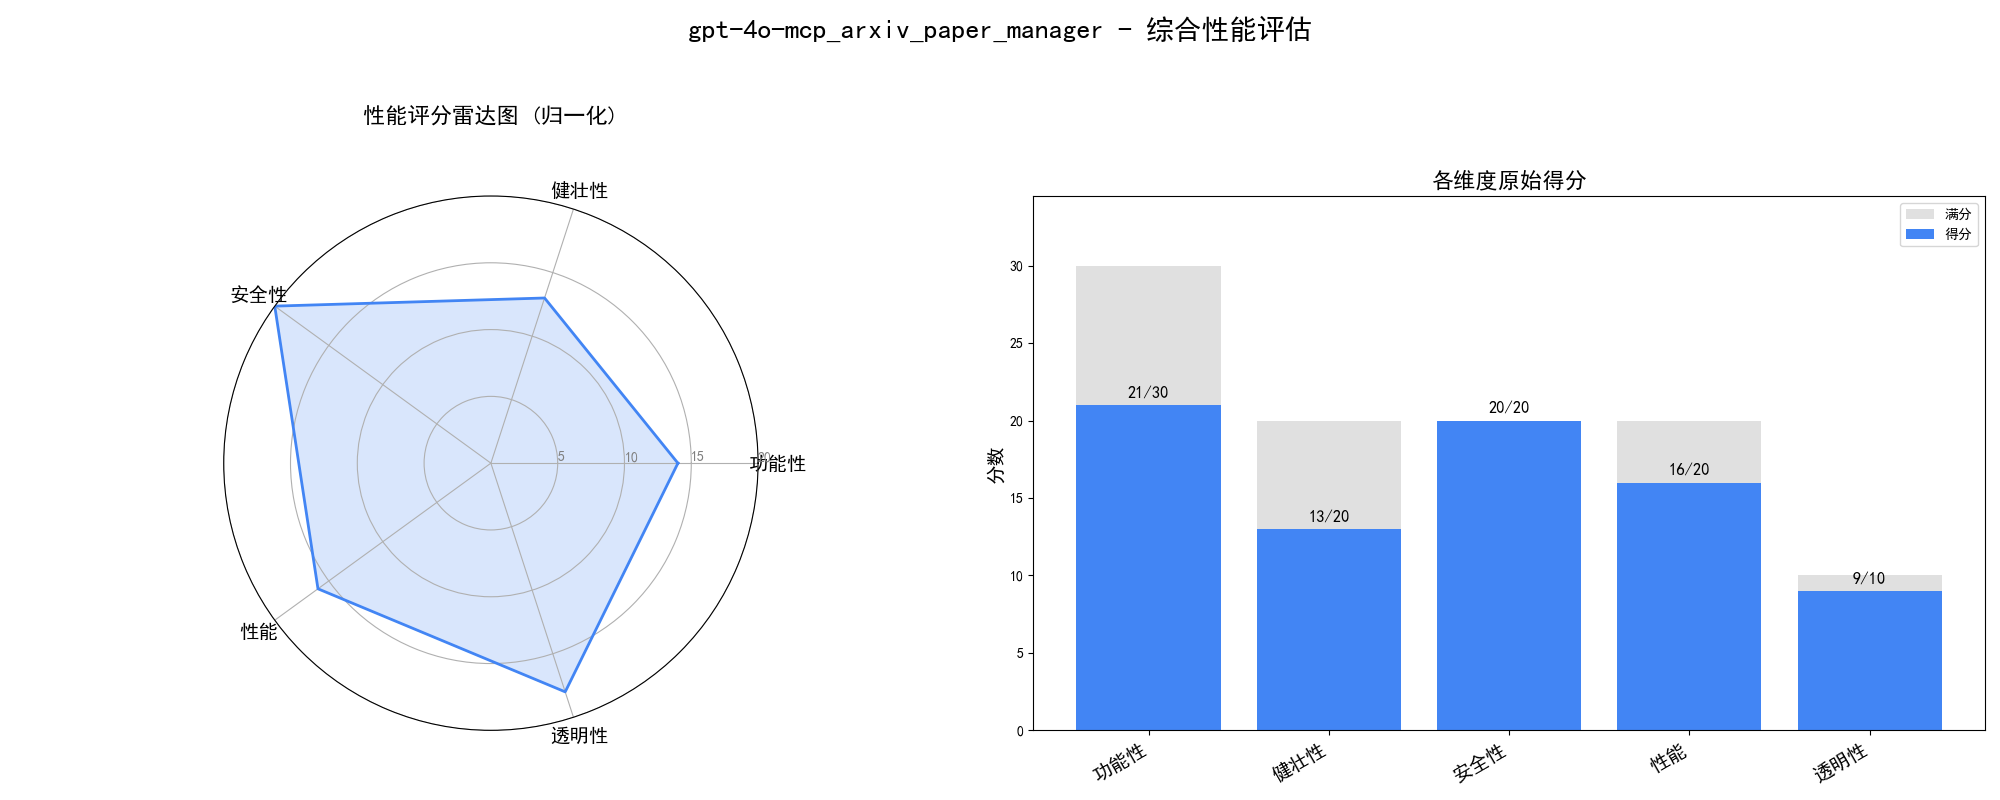 gpt-4o-mcp_arxiv_paper_manager - 综合性能评估
性能评分雷达图 (归一化)
健壮性
安全性
5
10
15
20
功能性
性能
透明性
各维度原始得分
满分
得分
分数
30
25
20
15
10
5
0
21/30
13/20
20/20
16/20
9/10
功能性
健壮性
安全性
性能
透明性